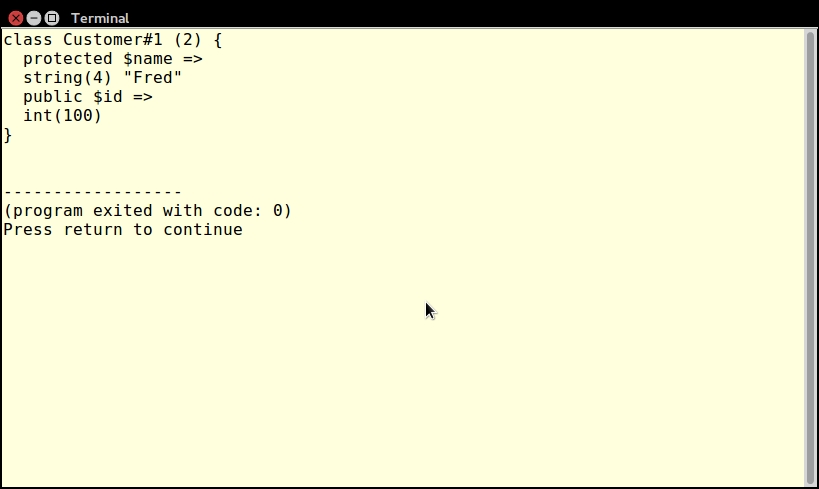 Terminal
class Customer#1 (2) {
  protected $name =>
  string(4) "Fred"
  public $id =>
  int(100)
}
------------------
(program exited with code: 0)
Press return to continue